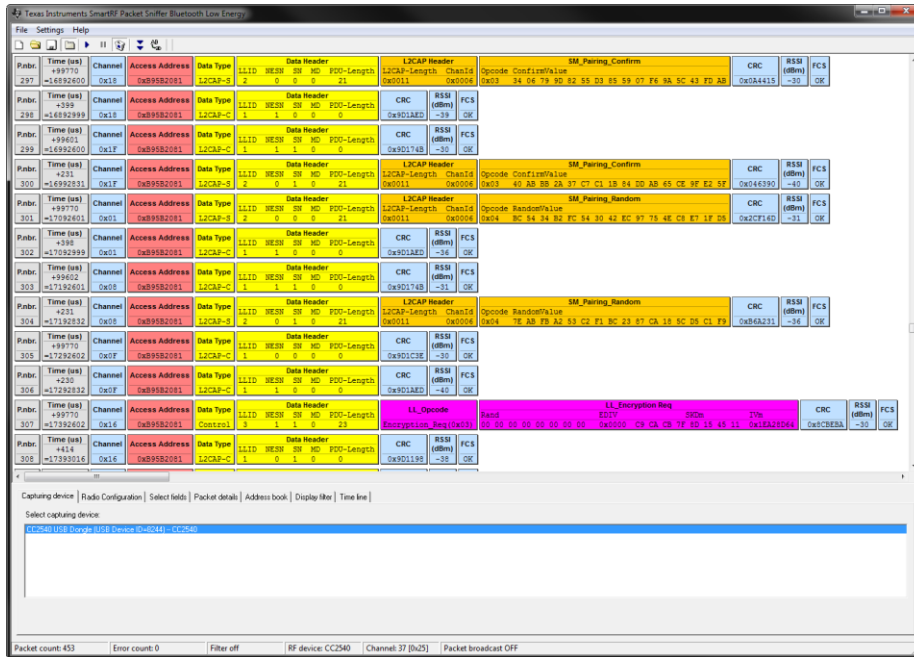 Texas Instruments SmartRF Packet Sniffer Bluetooth Low Energy
File Settings Help
P.nbr. Time (us) Channel Access Address Data Type Data Header L2CAP Header SM_Pairing_Confirm CRC RSSI (dBm) FCS
+99770 LLID NESN SN MD PDU-Length L2CAP-Length ChanId Opcode ConfirmValue
297 =16892600 0x18 0xB95B2081 L2CAP-S 2 0 0 0 21 0x0011 0x0006 0x03 34 06 79 9D 82 55 D3 85 59 07 F6 9A 5C 43 FD AB 0x0A4415 -30 OK
P.nbr. Time (us) Channel Access Address Data Type Data Header CRC RSSI (dBm) FCS
+399 LLID NESN SN MD PDU-Length
298 =16892999 0x18 0xB95B2081 L2CAP-C 1 1 0 0 0 0x9D1AED -39 OK
P.nbr. Time (us) Channel Access Address Data Type Data Header CRC RSSI (dBm) FCS
+99601 LLID NESN SN MD PDU-Length
299 =16992600 0x1F 0xB95B2081 L2CAP-C 1 1 1 0 0 0x9D174B -30 OK
P.nbr. Time (us) Channel Access Address Data Type Data Header L2CAP Header SM_Pairing_Confirm CRC RSSI (dBm) FCS
+231 LLID NESN SN MD PDU-Length L2CAP-Length ChanId Opcode ConfirmValue
300 =16992831 0x1F 0xB95B2081 L2CAP-S 2 0 1 0 21 0x0011 0x0006 0x03 40 AB BB 2A 37 C7 C1 1B 84 DD AB 65 CE 9F E2 5F 0x046390 -40 OK
P.nbr. Time (us) Channel Access Address Data Type Data Header L2CAP Header SM_Pairing_Random CRC RSSI (dBm) FCS
+99770 LLID NESN SN MD PDU-Length L2CAP-Length ChanId Opcode RandomValue
301 =17092601 0x01 0xB95B2081 L2CAP-S 2 0 0 0 21 0x0011 0x0006 0x04 BC 54 34 B2 FC 54 30 42 EC 97 75 4E C8 E7 1F D5 0x2CF16D -31 OK
P.nbr. Time (us) Channel Access Address Data Type Data Header CRC RSSI (dBm) FCS
+398 LLID NESN SN MD PDU-Length
302 =17092999 0x01 0xB95B2081 L2CAP-C 1 1 0 0 0 0x9D1AED -36 OK
P.nbr. Time (us) Channel Access Address Data Type Data Header CRC RSSI (dBm) FCS
+99602 LLID NESN SN MD PDU-Length
303 =17192601 0x08 0xB95B2081 L2CAP-C 1 1 1 0 0 0x9D174B -31 OK
P.nbr. Time (us) Channel Access Address Data Type Data Header L2CAP Header SM_Pairing_Random CRC RSSI (dBm) FCS
+231 LLID NESN SN MD PDU-Length L2CAP-Length ChanId Opcode RandomValue
304 =17192832 0x08 0xB95B2081 L2CAP-S 2 0 1 0 21 0x0011 0x0006 0x04 7E AB FB A2 53 C2 F1 BC 23 87 CA 18 5C D5 C1 F9 0xB6A231 -36 OK
P.nbr. Time (us) Channel Access Address Data Type Data Header CRC RSSI (dBm) FCS
+99770 LLID NESN SN MD PDU-Length
305 =17292602 0x0F 0xB95B2081 L2CAP-C 1 0 0 0 0 0x9D1C3E -30 OK
P.nbr. Time (us) Channel Access Address Data Type Data Header CRC RSSI (dBm) FCS
+230 LLID NESN SN MD PDU-Length
306 =17292832 0x0F 0xB95B2081 L2CAP-C 1 1 0 0 0 0x9D1AED -40 OK
P.nbr. Time (us) Channel Access Address Data Type Data Header LL_Opcode LL_Encryption_Req CRC RSSI (dBm) FCS
+99770 LLID NESN SN MD PDU-Length Rand EDIV SKDm IVm
307 =17392602 0x16 0xB95B2081 Control 3 1 1 0 23 Encryption_Req(0x03) 00 00 00 00 00 00 00 00 0x0000 0x8CBEBA -30 OK
P.nbr. Time (us) Channel Access Address Data Type Data Header CRC RSSI (dBm) FCS
+414 LLID NESN SN MD PDU-Length
308 =17393016 0x16 0xB95B2081 L2CAP-C 1 0 0 0 0x9D1198 -38 OK
Capturing device Radio Configuration Select fields Packet details Address book Display filter Time line
Select capturing device:
CC2540 USB Dongle (USB Device ID=8244) -- CC2540
Packet count: 453 Error count: 0 Filter off RF device: CC2540 Channel: 37 [0x25] Packet broadcast OFF